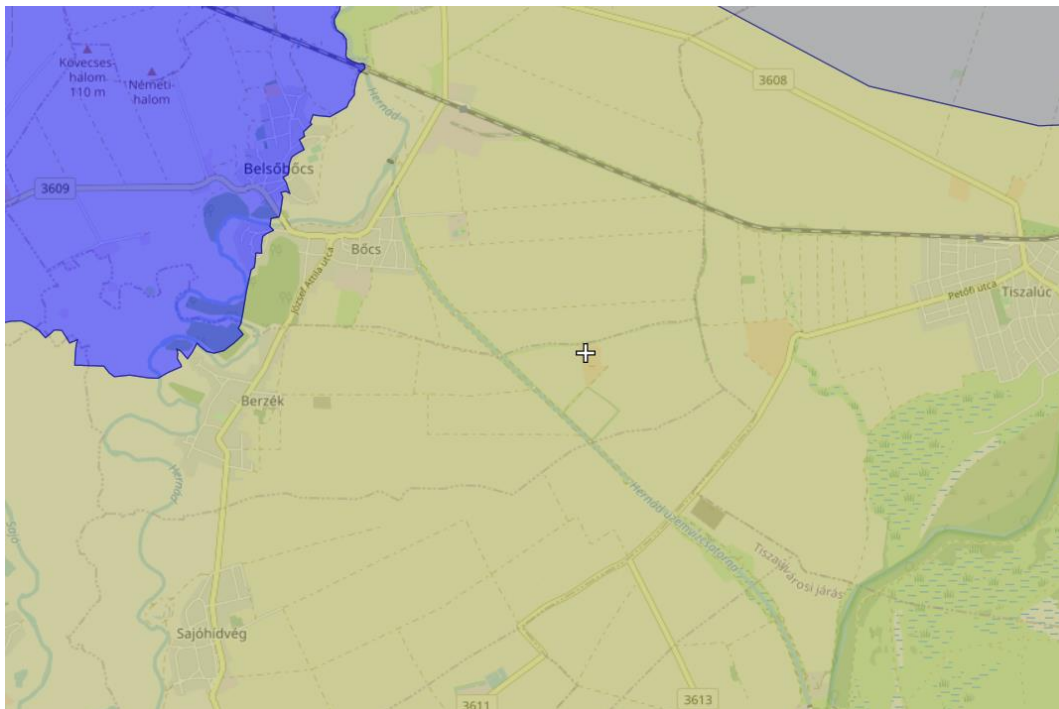 Kövecses-
halom
110 m
Németi-
halom
Hernád
3608
Belsőbőcs
3609
Bőcs
József Attila utca
Petőfi utca
Tiszalúc
Berzék
Hernád
Sajó
Hernád üzemvízcsatorna
Tiszaújvárosi járás
Sajóhídvég
3611
3613